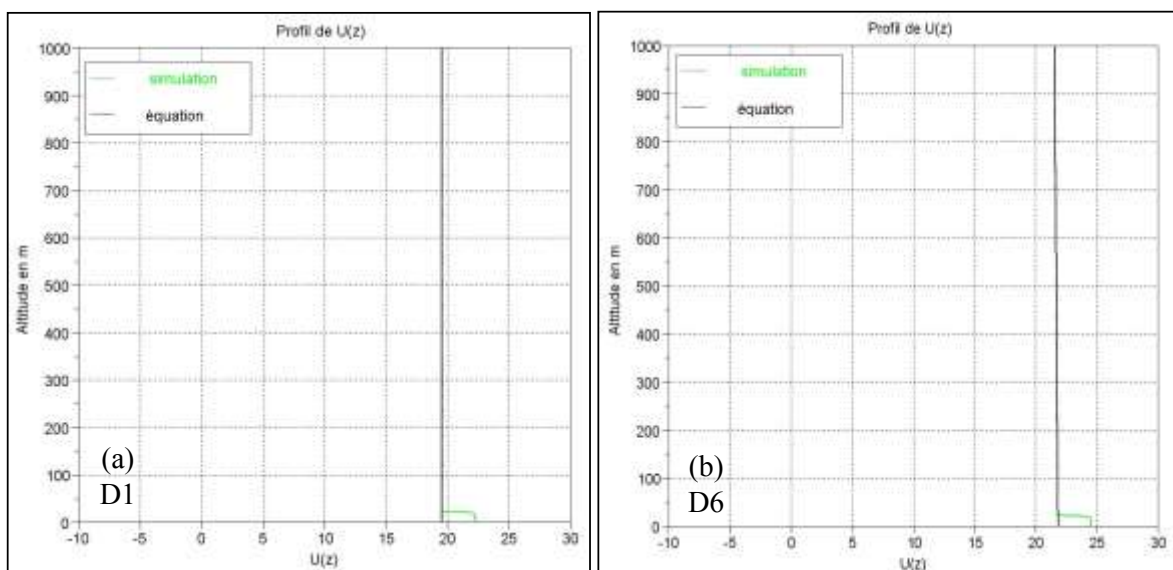 Profil de U(z)
1000
900
800
700
600
500
400
300
200
100
0
Altitude en m
simulation
équation
(a)
D1
-10 -5 0 5 10 15 20 25 30
U(z)
Profil de U(z)
1000
900
800
700
600
500
400
300
200
100
0
Altitude en m
simulation
équation
(b)
D6
-10 -5 0 5 10 15 20 25 30
U(z)